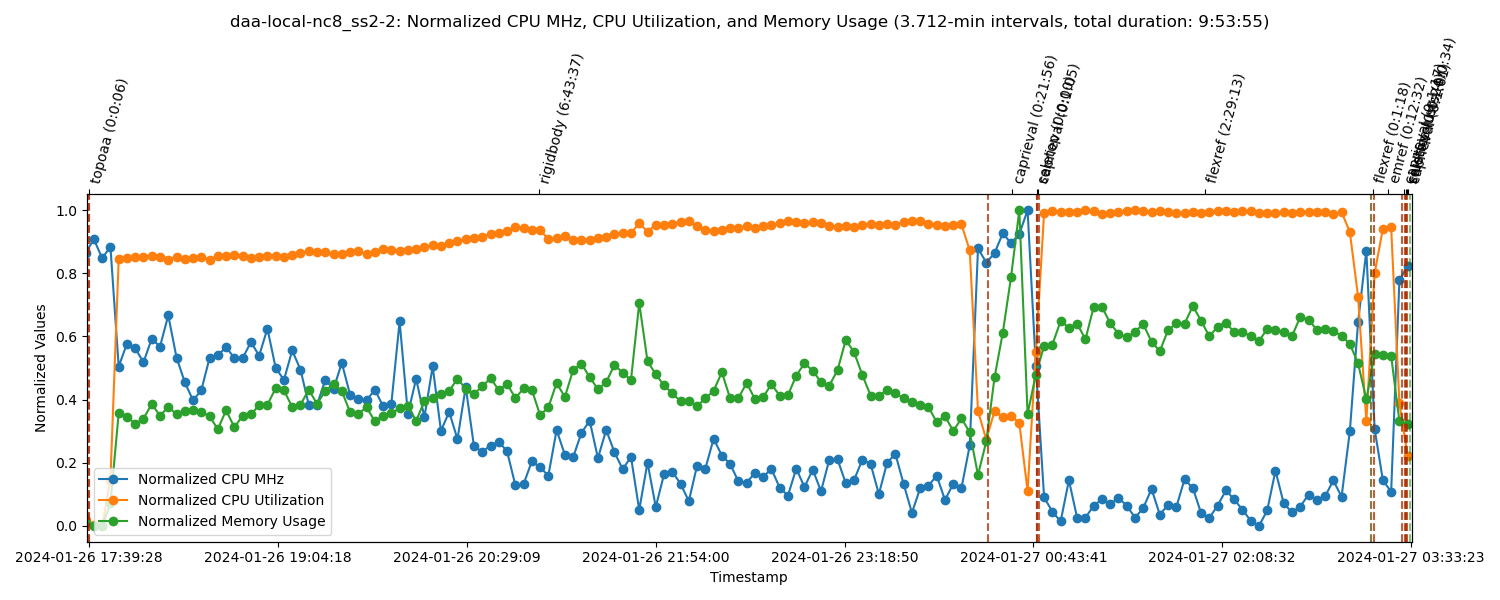 daa-local-nc8_ss2-2: Normalized CPU MHz, CPU Utilization, and Memory Usage (3.712-min intervals, total duration: 9:53:55)
topoaa (0:0:06)
rigidbody (6:43:37)
caprieval (0:21:56)
flexref (2:29:13)
flexref (0:1:18)
emref (0:12:32)
Normalized Values
1.0
0.8
0.6
0.4
0.2
0.0
Normalized CPU MHz
Normalized CPU Utilization
Normalized Memory Usage
2024-01-26 17:39:28
2024-01-26 19:04:18
2024-01-26 20:29:09
2024-01-26 21:54:00
2024-01-26 23:18:50
2024-01-27 00:43:41
2024-01-27 02:08:32
2024-01-27 03:33:23
Timestamp